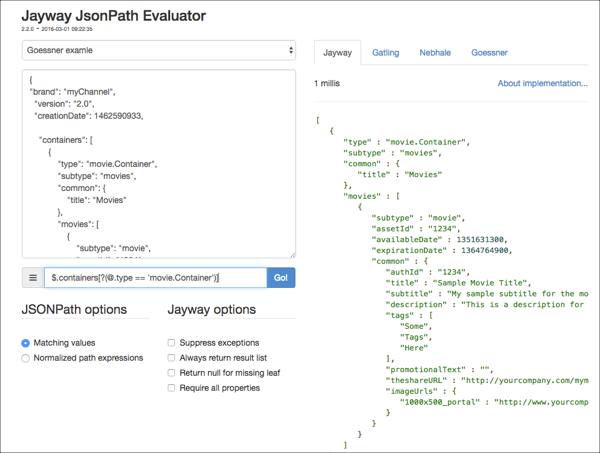 Jayway JsonPath Evaluator
2.2.0 - 2016-03-01 09:22:35
Goessner examle
{
"brand": "myChannel",
"version": "2.0",
"creationDate": 1462590933,
"containers": [
{
"type": "movie.Container",
"subtype": "movies",
"common": {
"title": "Movies"
},
"movies": [
{
"subtype": "movie",
$.containers[?(@.type == 'movie.Container')]
Go!
JSONPath options
Matching values
Normalized path expressions
Jayway options
Suppress exceptions
Always return result list
Return null for missing leaf
Require all properties
Jayway Gatling Nebhale Goessner
1 millis About implementation...
[
{
"type" : "movie.Container",
"subtype" : "movies",
"common" : {
"title" : "Movies"
},
"movies" : [
{
"subtype" : "movie",
"assetId" : "1234",
"availableDate" : 1351631300,
"expirationDate" : 1364764900,
"common" : {
"authId" : "1234",
"title" : "Sample Movie Title",
"subtitle" : "My sample subtitle for the mo
"description" : "This is a description for
"tags" : [
"Some",
"Tags",
"Here"
],
"promotionalText" : "",
"theshareURL" : "http://yourcompany.com/mym
"imageUrls" : {
"1000x500_portal" : "http://www.yourcomp
}
}
}
]